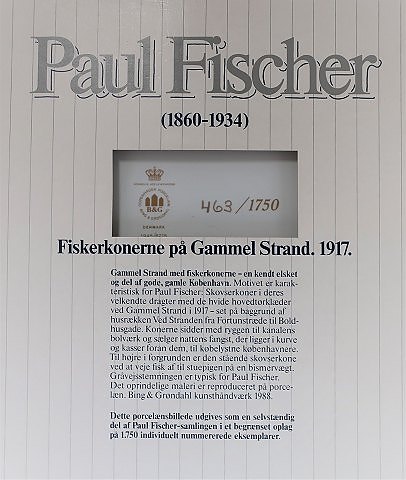 Paul Fischer
(1860-1934)
B&G
DENMARK
463/1750
Fiskerkonerne på Gammel Strand. 1917.
Gammel Strand med fiskerkonerne – en kendt elsket
og del af gode, gamle København. Motivet er karak-
teristisk for Paul Fischer: Skovserkoner i deres
velkendte dragter med de hvide hovedtørklæder
ved Gammel Strand i 1917 – set på baggrund af
husrækken Ved Stranden fra Fortunstræde til Bold-
husgade. Konerne sidder med ryggen til kanalens
bolværk og sælger nattens fangst, der ligger i kurve
og kasser foran dem, til købelystne københavnere.
Til højre i forgrunden er den stående skovserkone
ved at veje fisk af til stuepigen på en bismervægt.
Gråvejrsstemningen er typisk for Paul Fischer.
Det oprindelige maleri er reproduceret på porce-
læn. Bing & Grøndahl kunsthåndværk 1988.
Dette porcelænsbillede udgives som en selvstændig
del af Paul Fischer-samlingen i et begrænset oplag
på 1.750 individuelt nummererede eksemplarer.